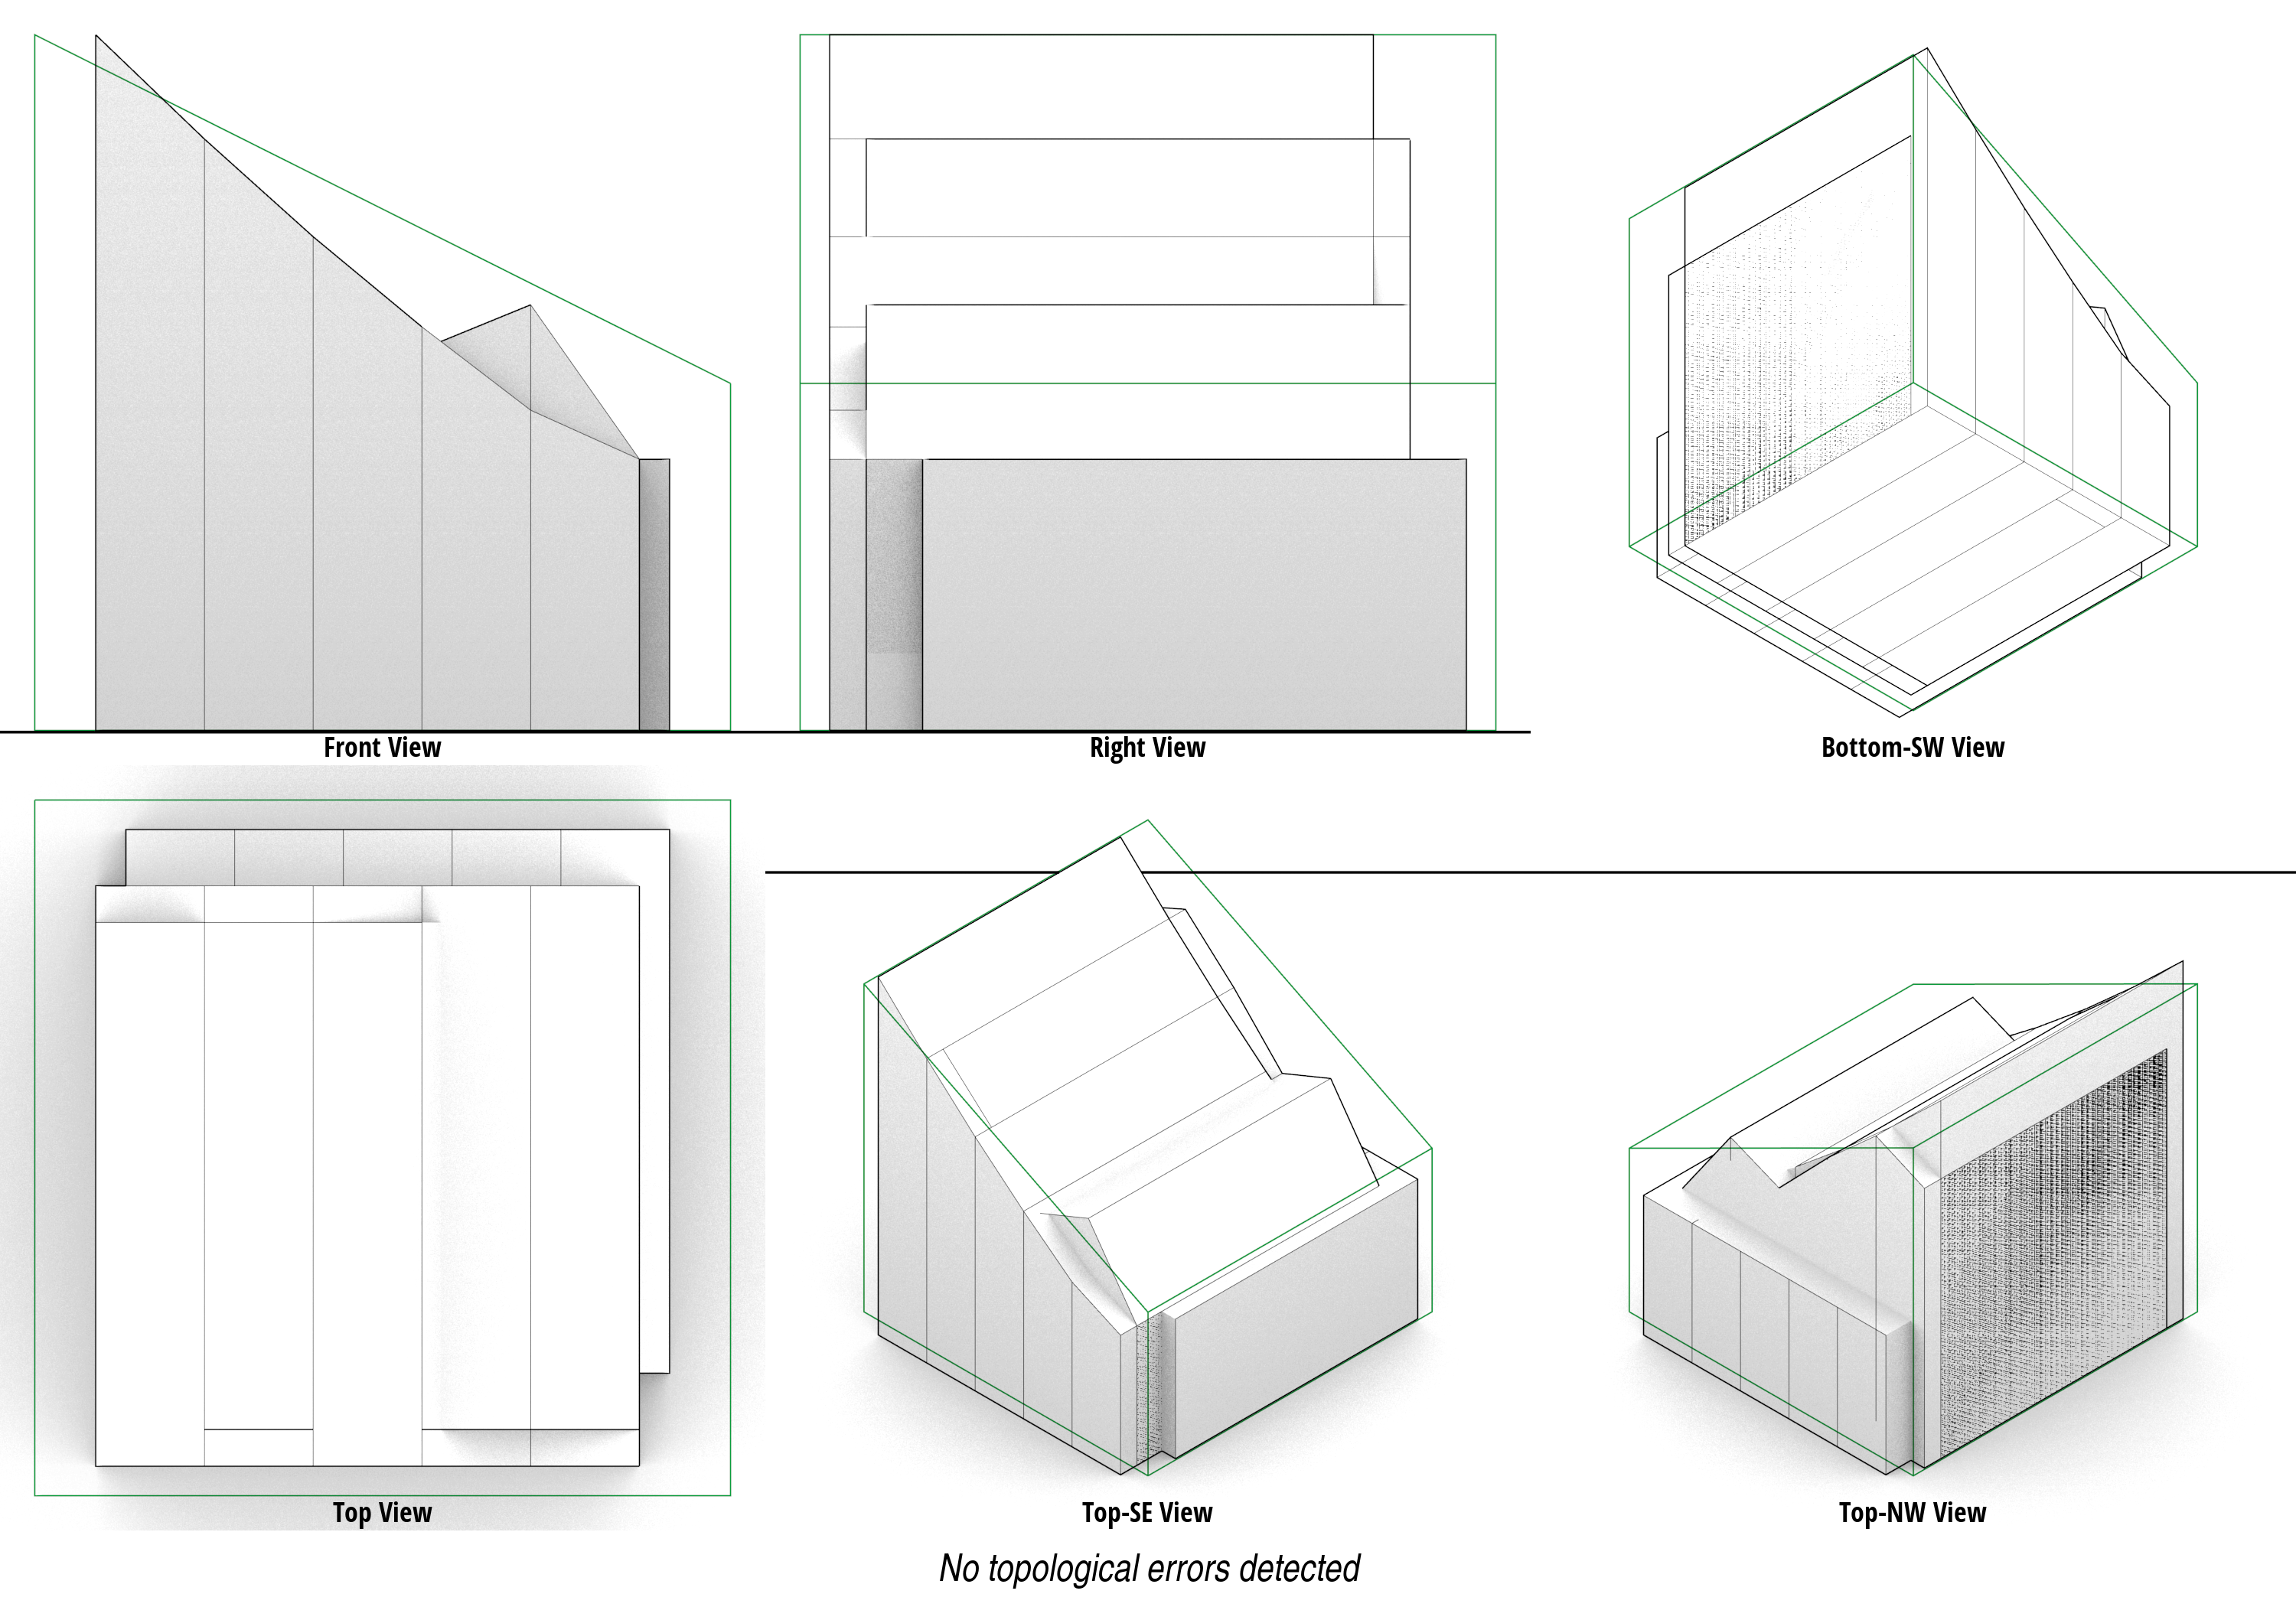 Front View
Right View
Bottom-SW View
Top View
Top-SE View
Top-NW View
No topological errors detected